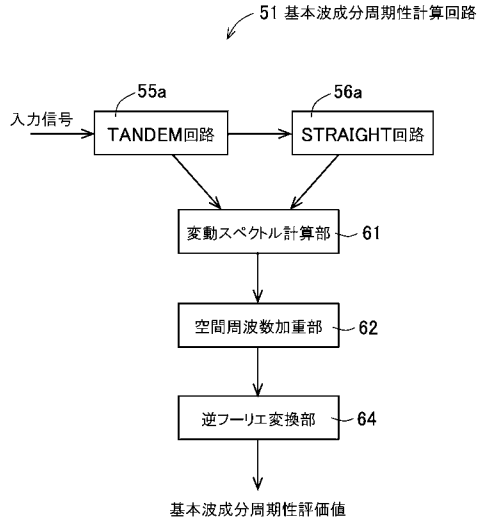 51 基本波成分周期性計算回路
55a
56a
入力信号
TANDEM回路
STRAIGHT回路
変動スペクトル計算部
61
空間周波数加重部
62
逆フーリエ変換部
64
基本波成分周期性評価値